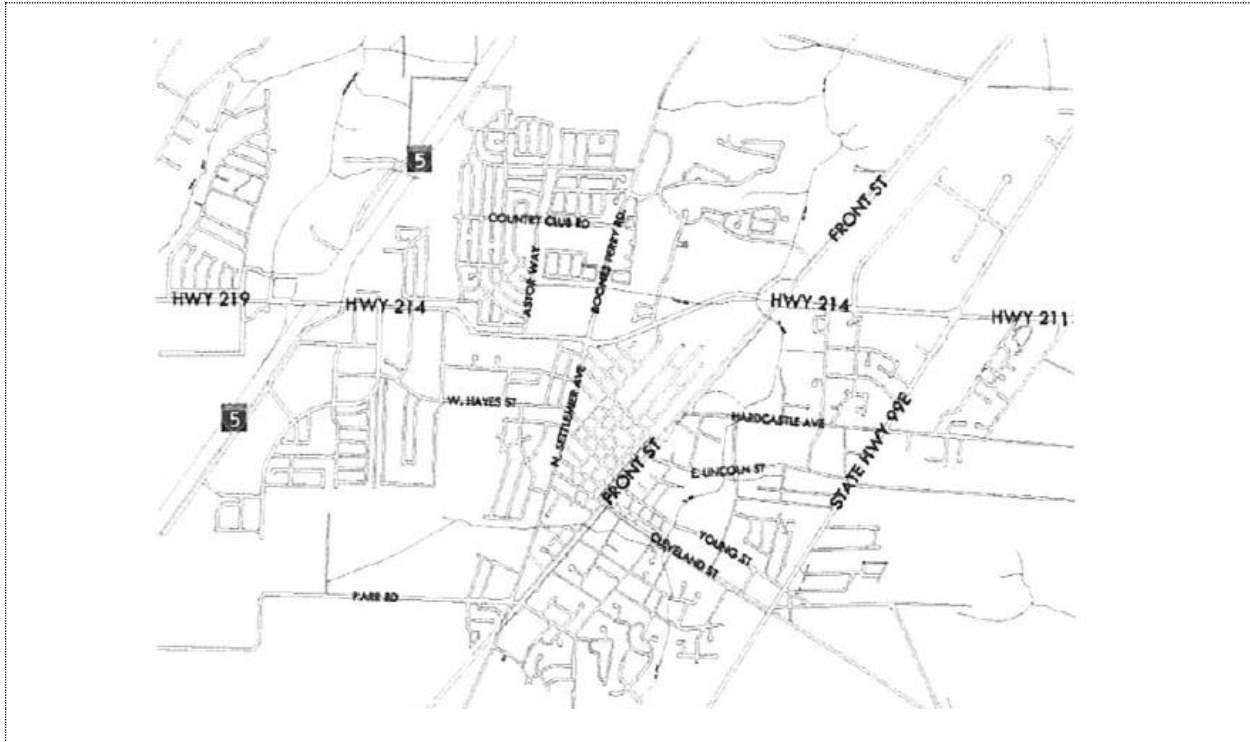 5
FRONT ST
COUNTRY CLUB RD
BOONES FERRY RD.
ASTOR WAY
HWY 219
HWY 214
HWY 214
HWY 211
W. HAYES ST
N. SETTLEMIER AVE
5
HARDCASTLE AVE
STATE HWY 99E
FRONT ST
E. LINCOLN ST
YOUNG ST
CLEVELAND ST
PARR RD